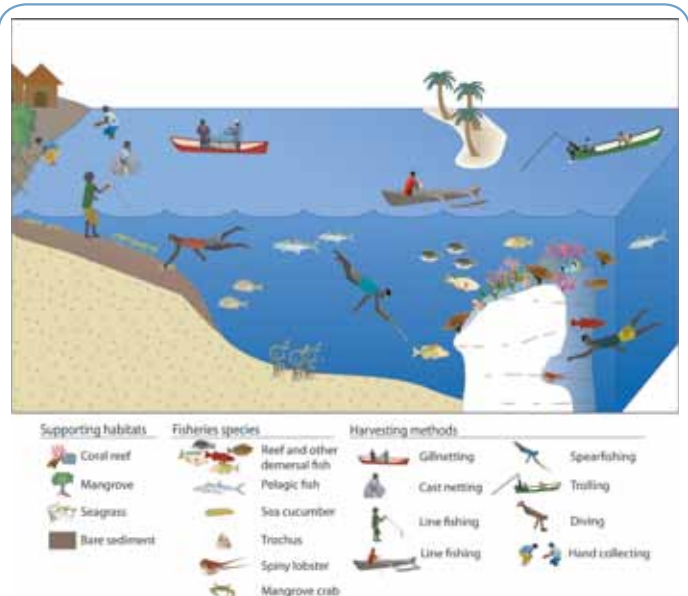 Supporting habitats
Coral reef
Mangrove
Seagrass
Bare sediment
Fisheries species
Reef and other
demersal fish
Pelagic fish
Sea cucumber
Trochus
Spiny lobster
Mangrove crab
Harvesting methods
Gillnetting
Cast netting
Line fishing
Line fishing
Spearfishing
Trolling
Diving
Hand collecting